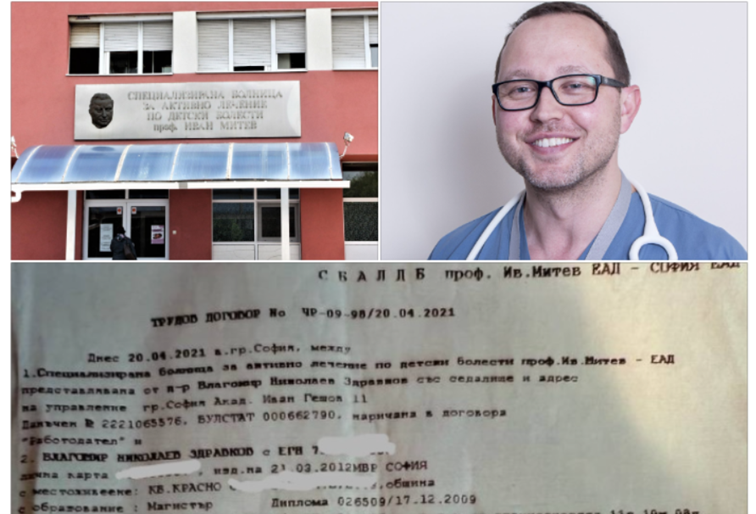 СПЕЦИАЛИЗИРАНА БОЛНИЦА
ЗА АКТИВНО ЛЕЧЕНИЕ
ПО ДЕТСКИ БОЛЕСТИ
проф. ИВАН МИТЕВ
СБАЛДБ проф. Ив.Митев ЕАД - СОФИЯ ЕАД
ТРУДОВ ДОГОВОР No ЧР-09-98/20.04.2021
Днес 20.04.2021 в.гр.София, между
1.Специализирана болница за активно лечение по детски болести проф.Ив.Митев - ЕАД
представлявана от д-р Благомир Николаев Здравков със седалище и адрес
на управление гр.София Акад. Иван Гешов 11
Данъчен № 2221065576, БУЛСТАТ 000662790, наричана в договора
"Работодател" и
2. БЛАГОМИР НИКОЛАЕВ ЗДРАВКОВ с ЕГН 7
лична карта изд.на 21.03.2012МВР СОФИЯ
с местоживеене: КВ.КРАСНО община
с образование : Магистър Диплома 026509/17.12.2009